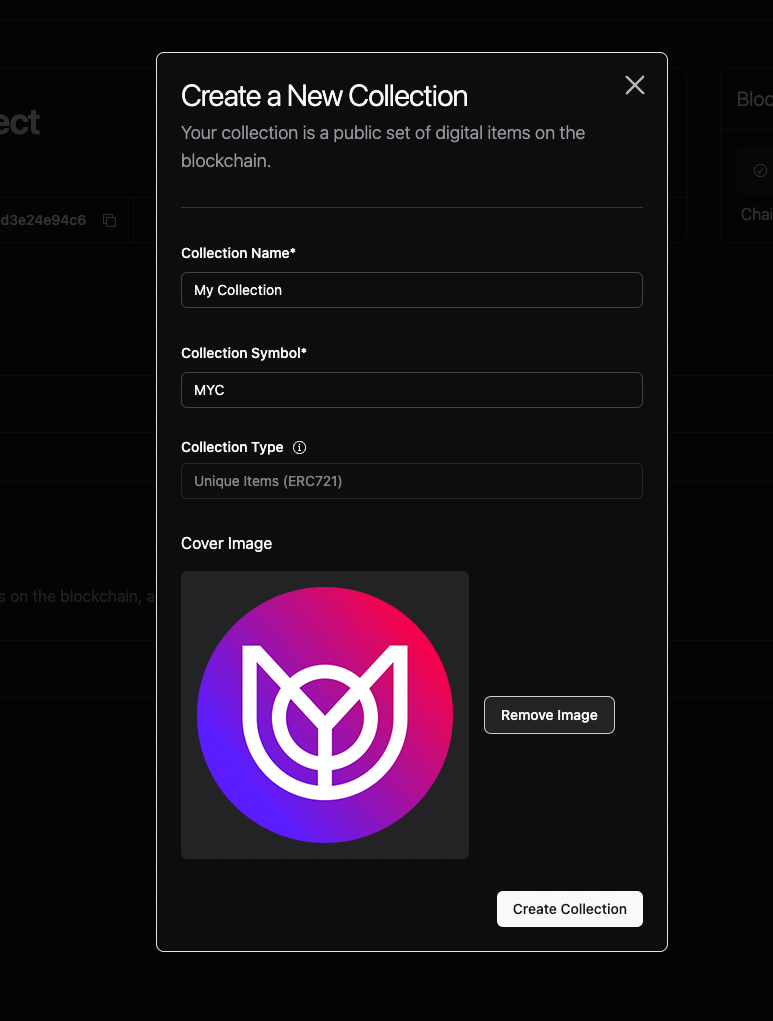 Create a New Collection
Your collection is a public set of digital items on the
blockchain.
ect
Bloc
d3e24e94c6
Chai
Collection Name*
My Collection
Collection Symbol*
MYC
Collection Type
Unique Items (ERC721)
Cover Image
s on the blockchain, a
Remove Image
Create Collection